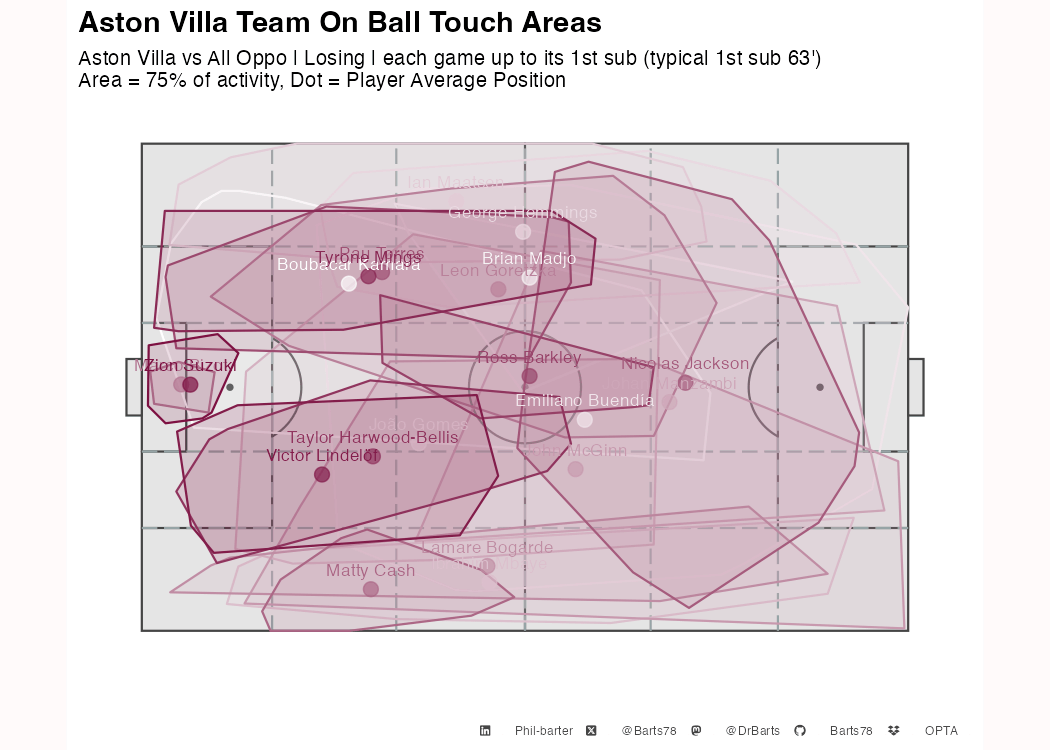 Aston Villa Team On Ball Touch Areas
Aston Villa vs All Oppo | Losing | each game up to its 1st sub (typical 1st sub 63')
Area = 75% of activity, Dot = Player Average Position
Ian Maatsen
George Hemmings
Pau Torres
Tyrone Mings
Boubacar Kamara
Brian Madjo
Leon Goretzka
Ross Barkley
Nicolas Jackson
Zion Suzuki
Manzambi
Emiliano Buendia
João Gomes
Taylor Harwood-Bellis
John McGinn
Victor Lindelöf
Lamare Bogarde
Matty Cash
Phil-barter @Barts78 @DrBarts Barts78 OPTA